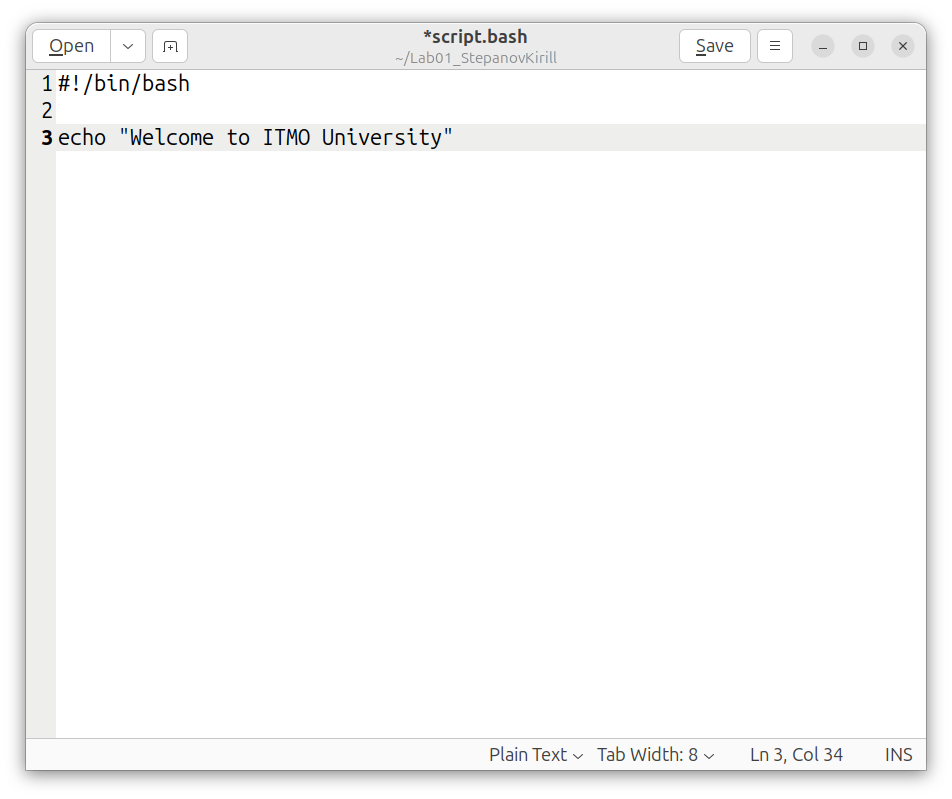 Open
*script.bash
~/Lab01_StepanovKirill
Save
1 #!/bin/bash
2
3 echo "Welcome to ITMO University"
Plain Text Tab Width: 8 Ln 3, Col 34 INS